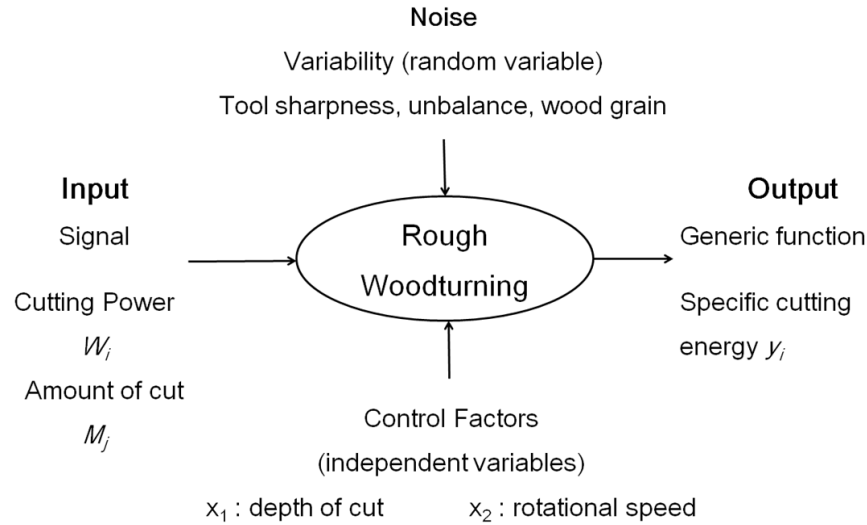 Noise
Variability (random variable)
Tool sharpness, unbalance, wood grain
Input
Signal
Cutting Power
Wᵢ
Amount of cut
Mⱼ
Rough
Woodturning
Output
Generic function
Specific cutting
energy yᵢ
Control Factors
(independent variables)
x₁ : depth of cut x₂ : rotational speed